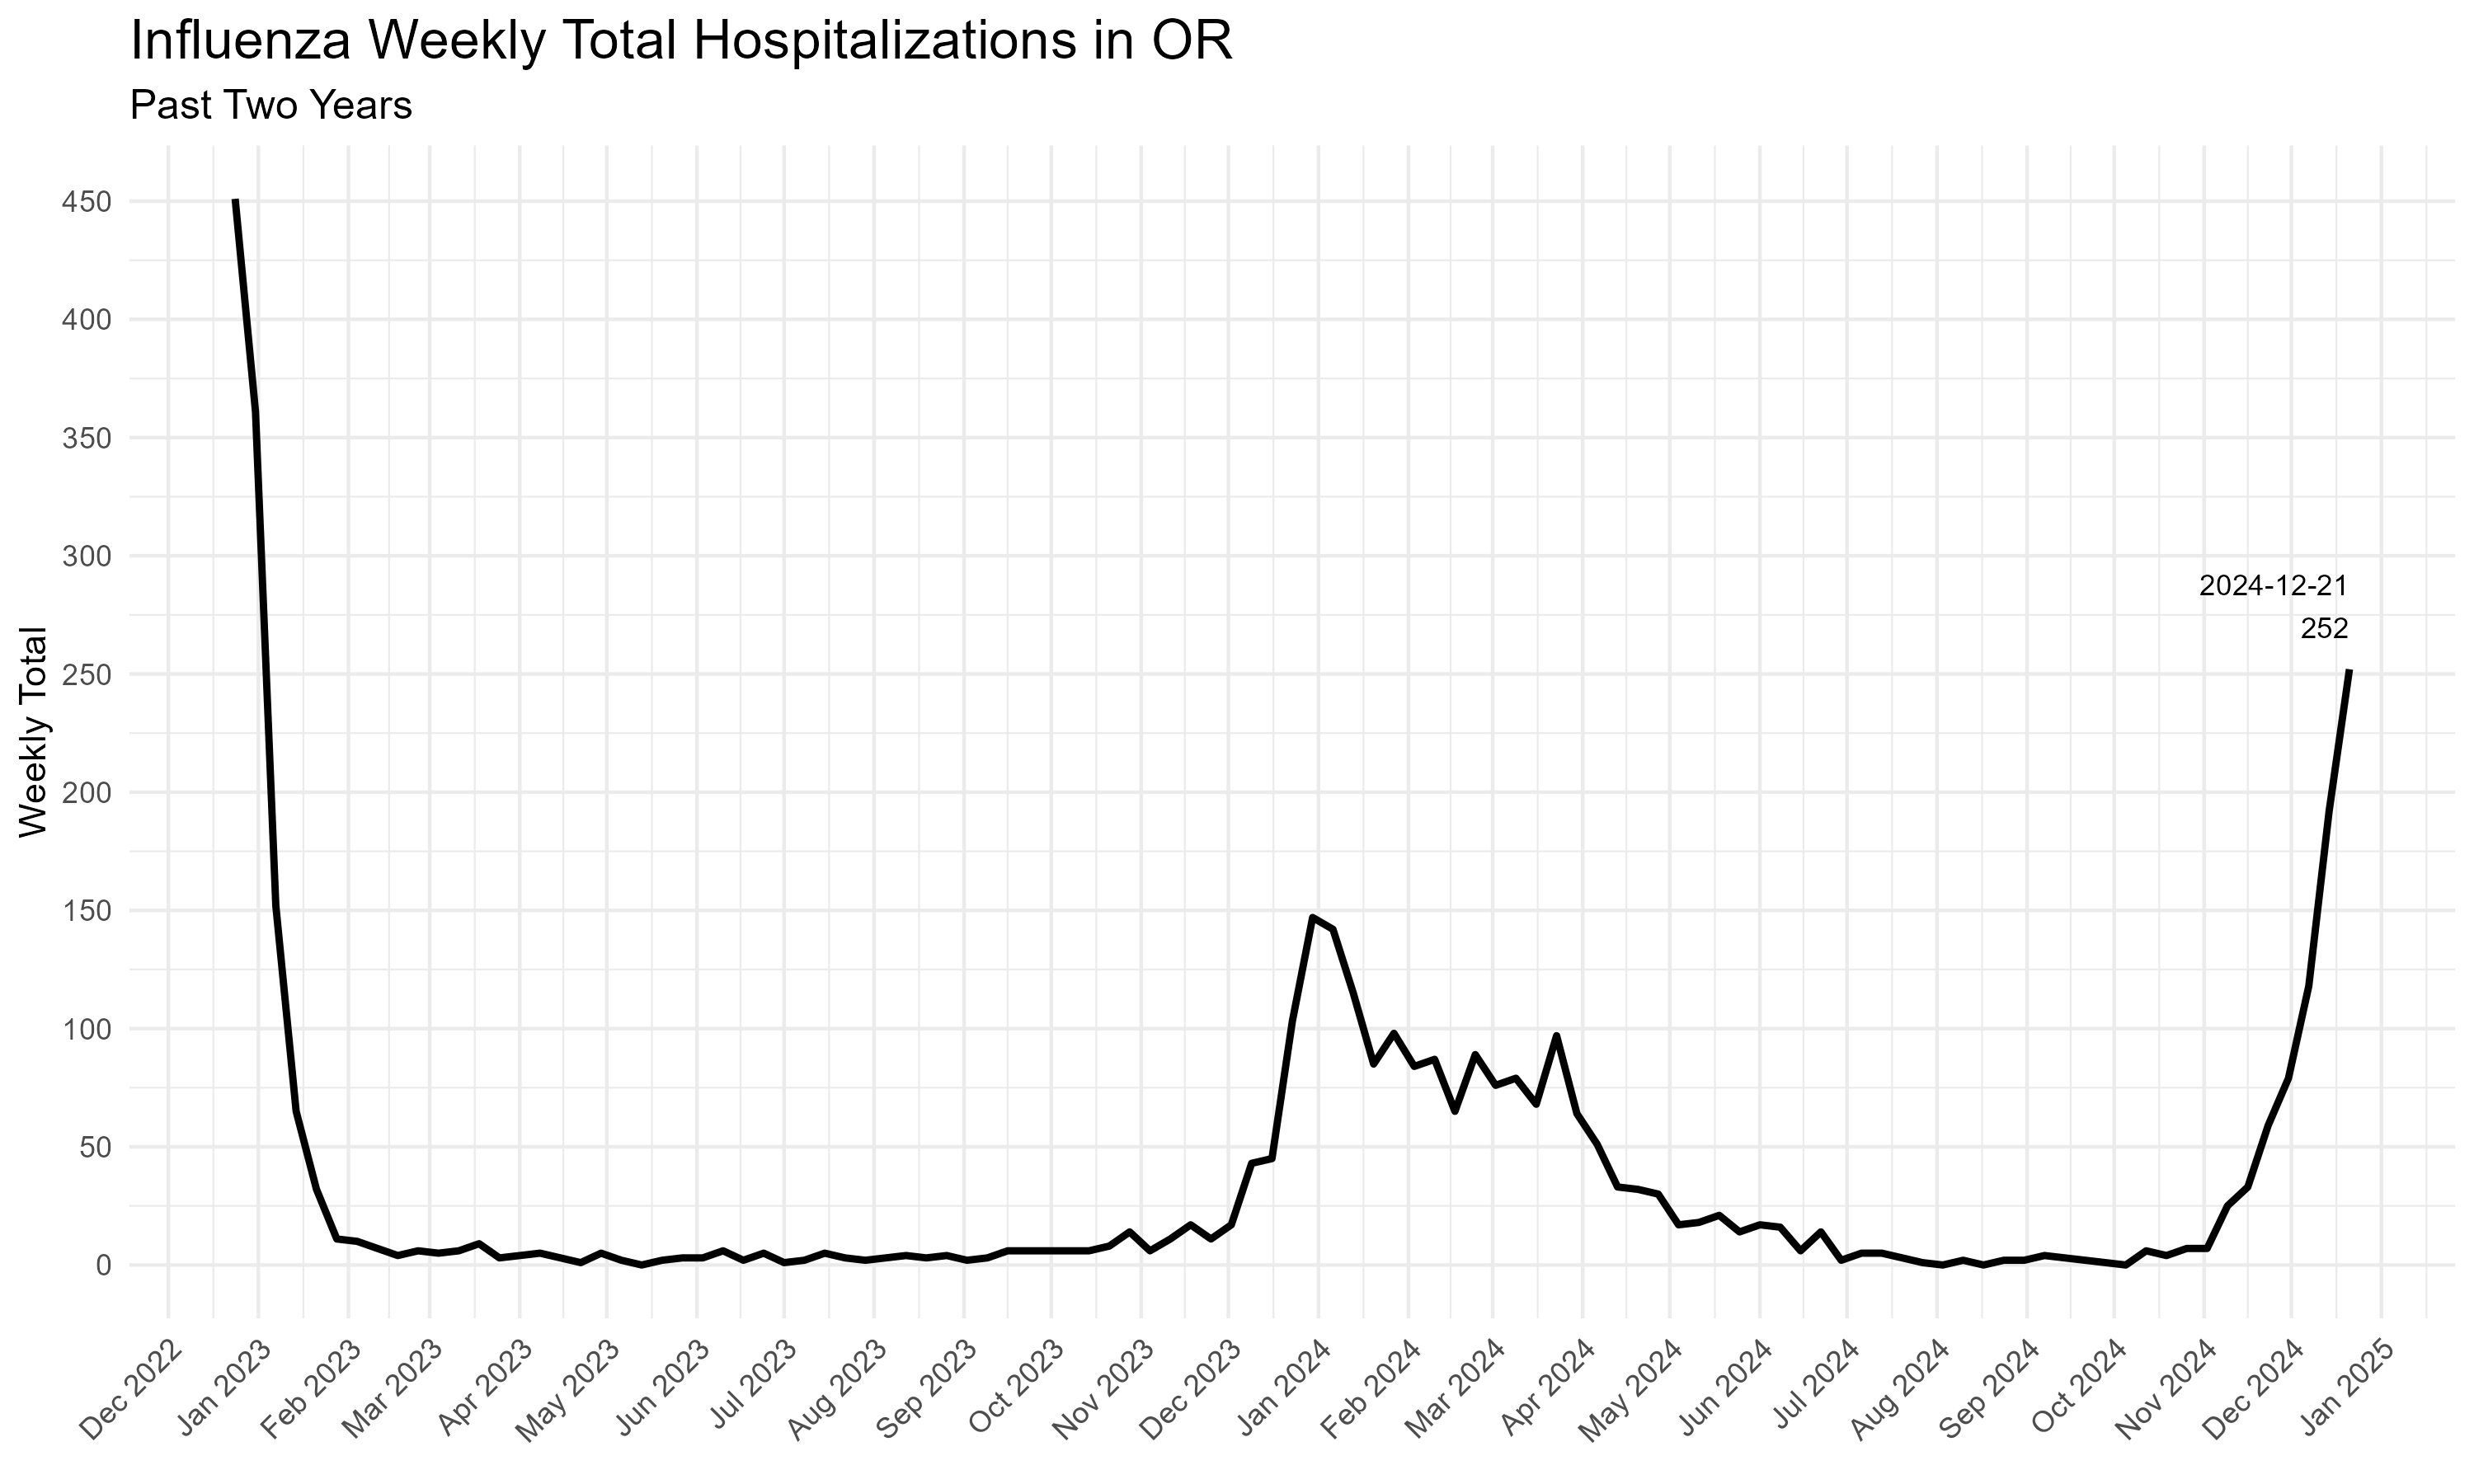 Influenza Weekly Total Hospitalizations in OR
Past Two Years
Weekly Total
450
400
350
300
250
200
150
100
50
0
2024-12-21
252
Dec 2022
Jan 2023
Feb 2023
Mar 2023
Apr 2023
May 2023
Jun 2023
Jul 2023
Aug 2023
Sep 2023
Oct 2023
Nov 2023
Dec 2023
Jan 2024
Feb 2024
Mar 2024
Apr 2024
May 2024
Jun 2024
Jul 2024
Aug 2024
Sep 2024
Oct 2024
Nov 2024
Dec 2024
Jan 2025